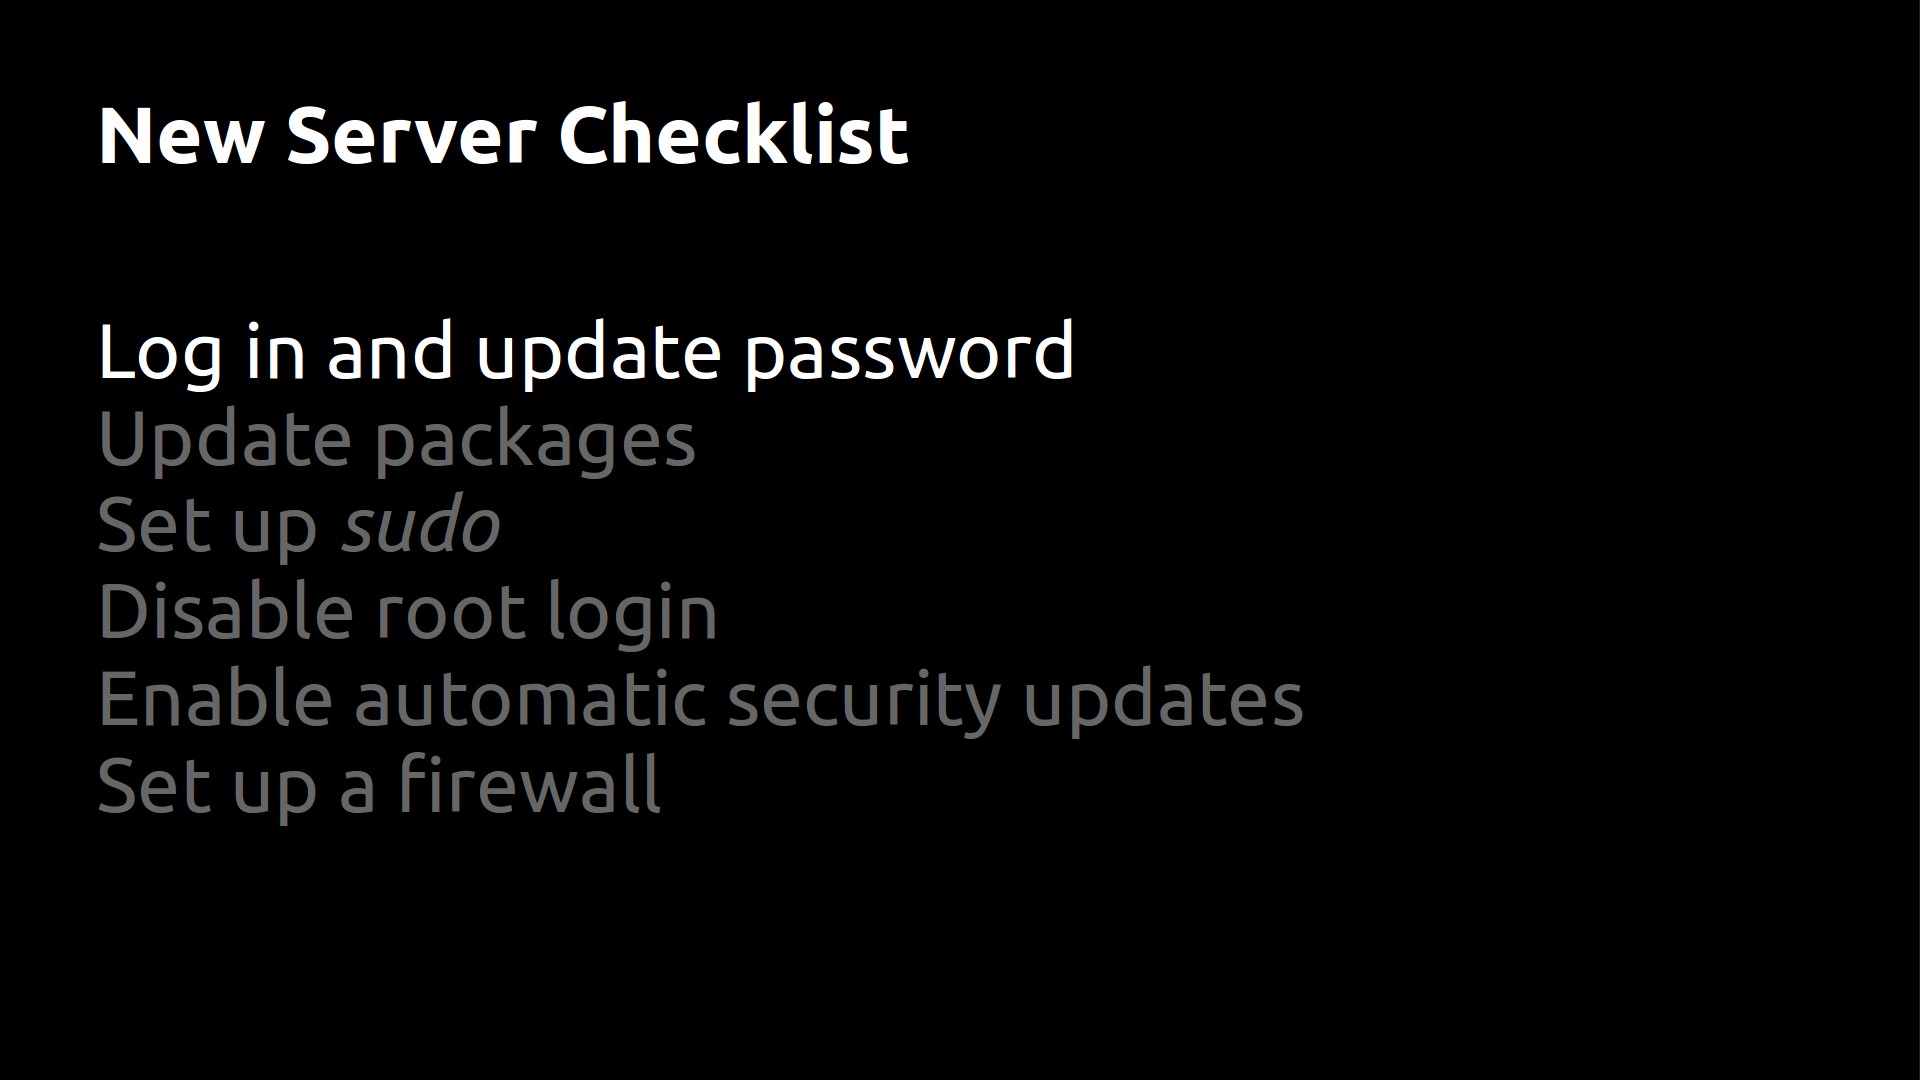 New Server Checklist
Log in and update password
Update packages
Set up sudo
Disable root login
Enable automatic security updates
Set up a firewall